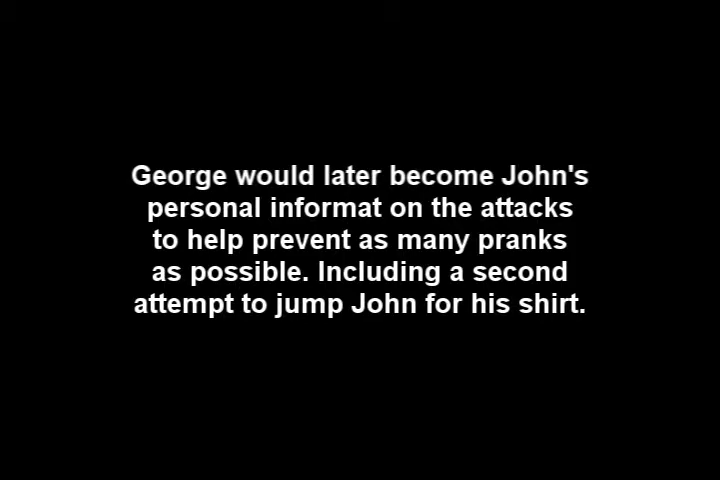 George would later become John's
personal informat on the attacks
to help prevent as many pranks
as possible. Including a second
attempt to jump John for his shirt.